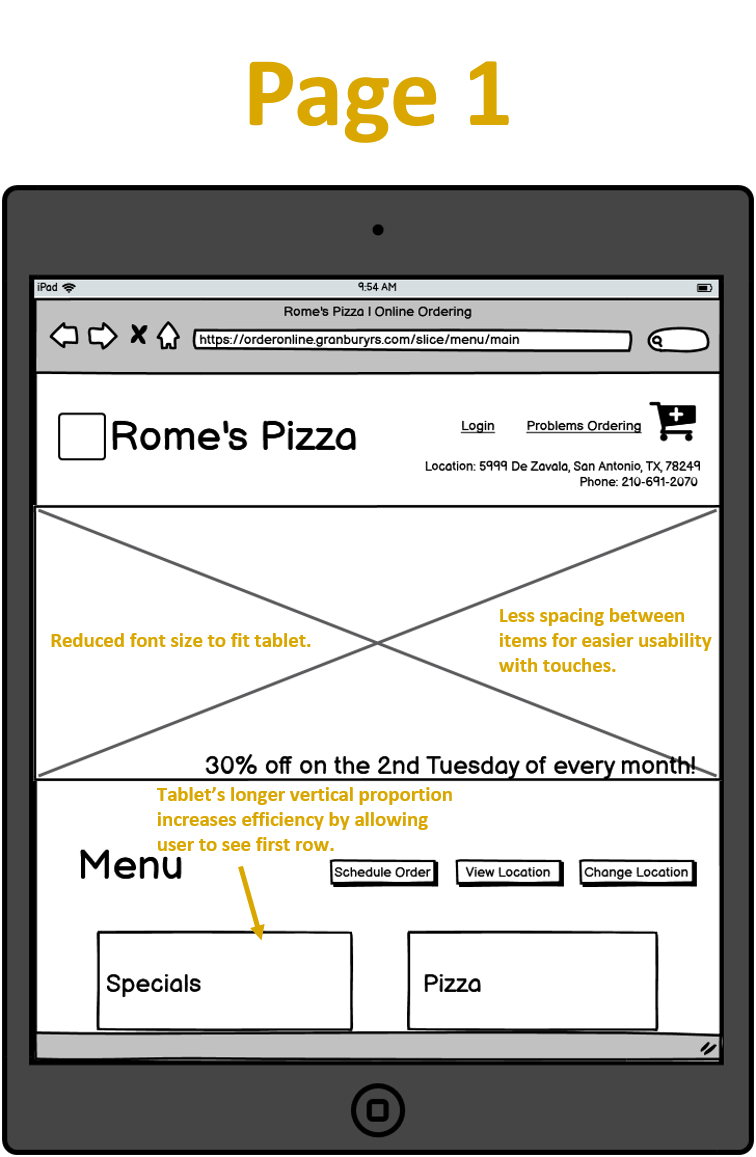 Page 1
iPad
9:54 AM
Rome's Pizza | Online Ordering
https://orderonline.granburyrs.com/slice/menu/main
Rome's Pizza
Login
Problems Ordering
Location: 5999 De Zavala, San Antonio, TX, 78249
Phone: 210-691-2070
Reduced font size to fit tablet.
Less spacing between
items for easier usability
with touches.
30% off on the 2nd Tuesday of every month!
Tablet’s longer vertical proportion
increases efficiency by allowing
user to see first row.
Menu
Schedule Order
View Location
Change Location
Specials
Pizza